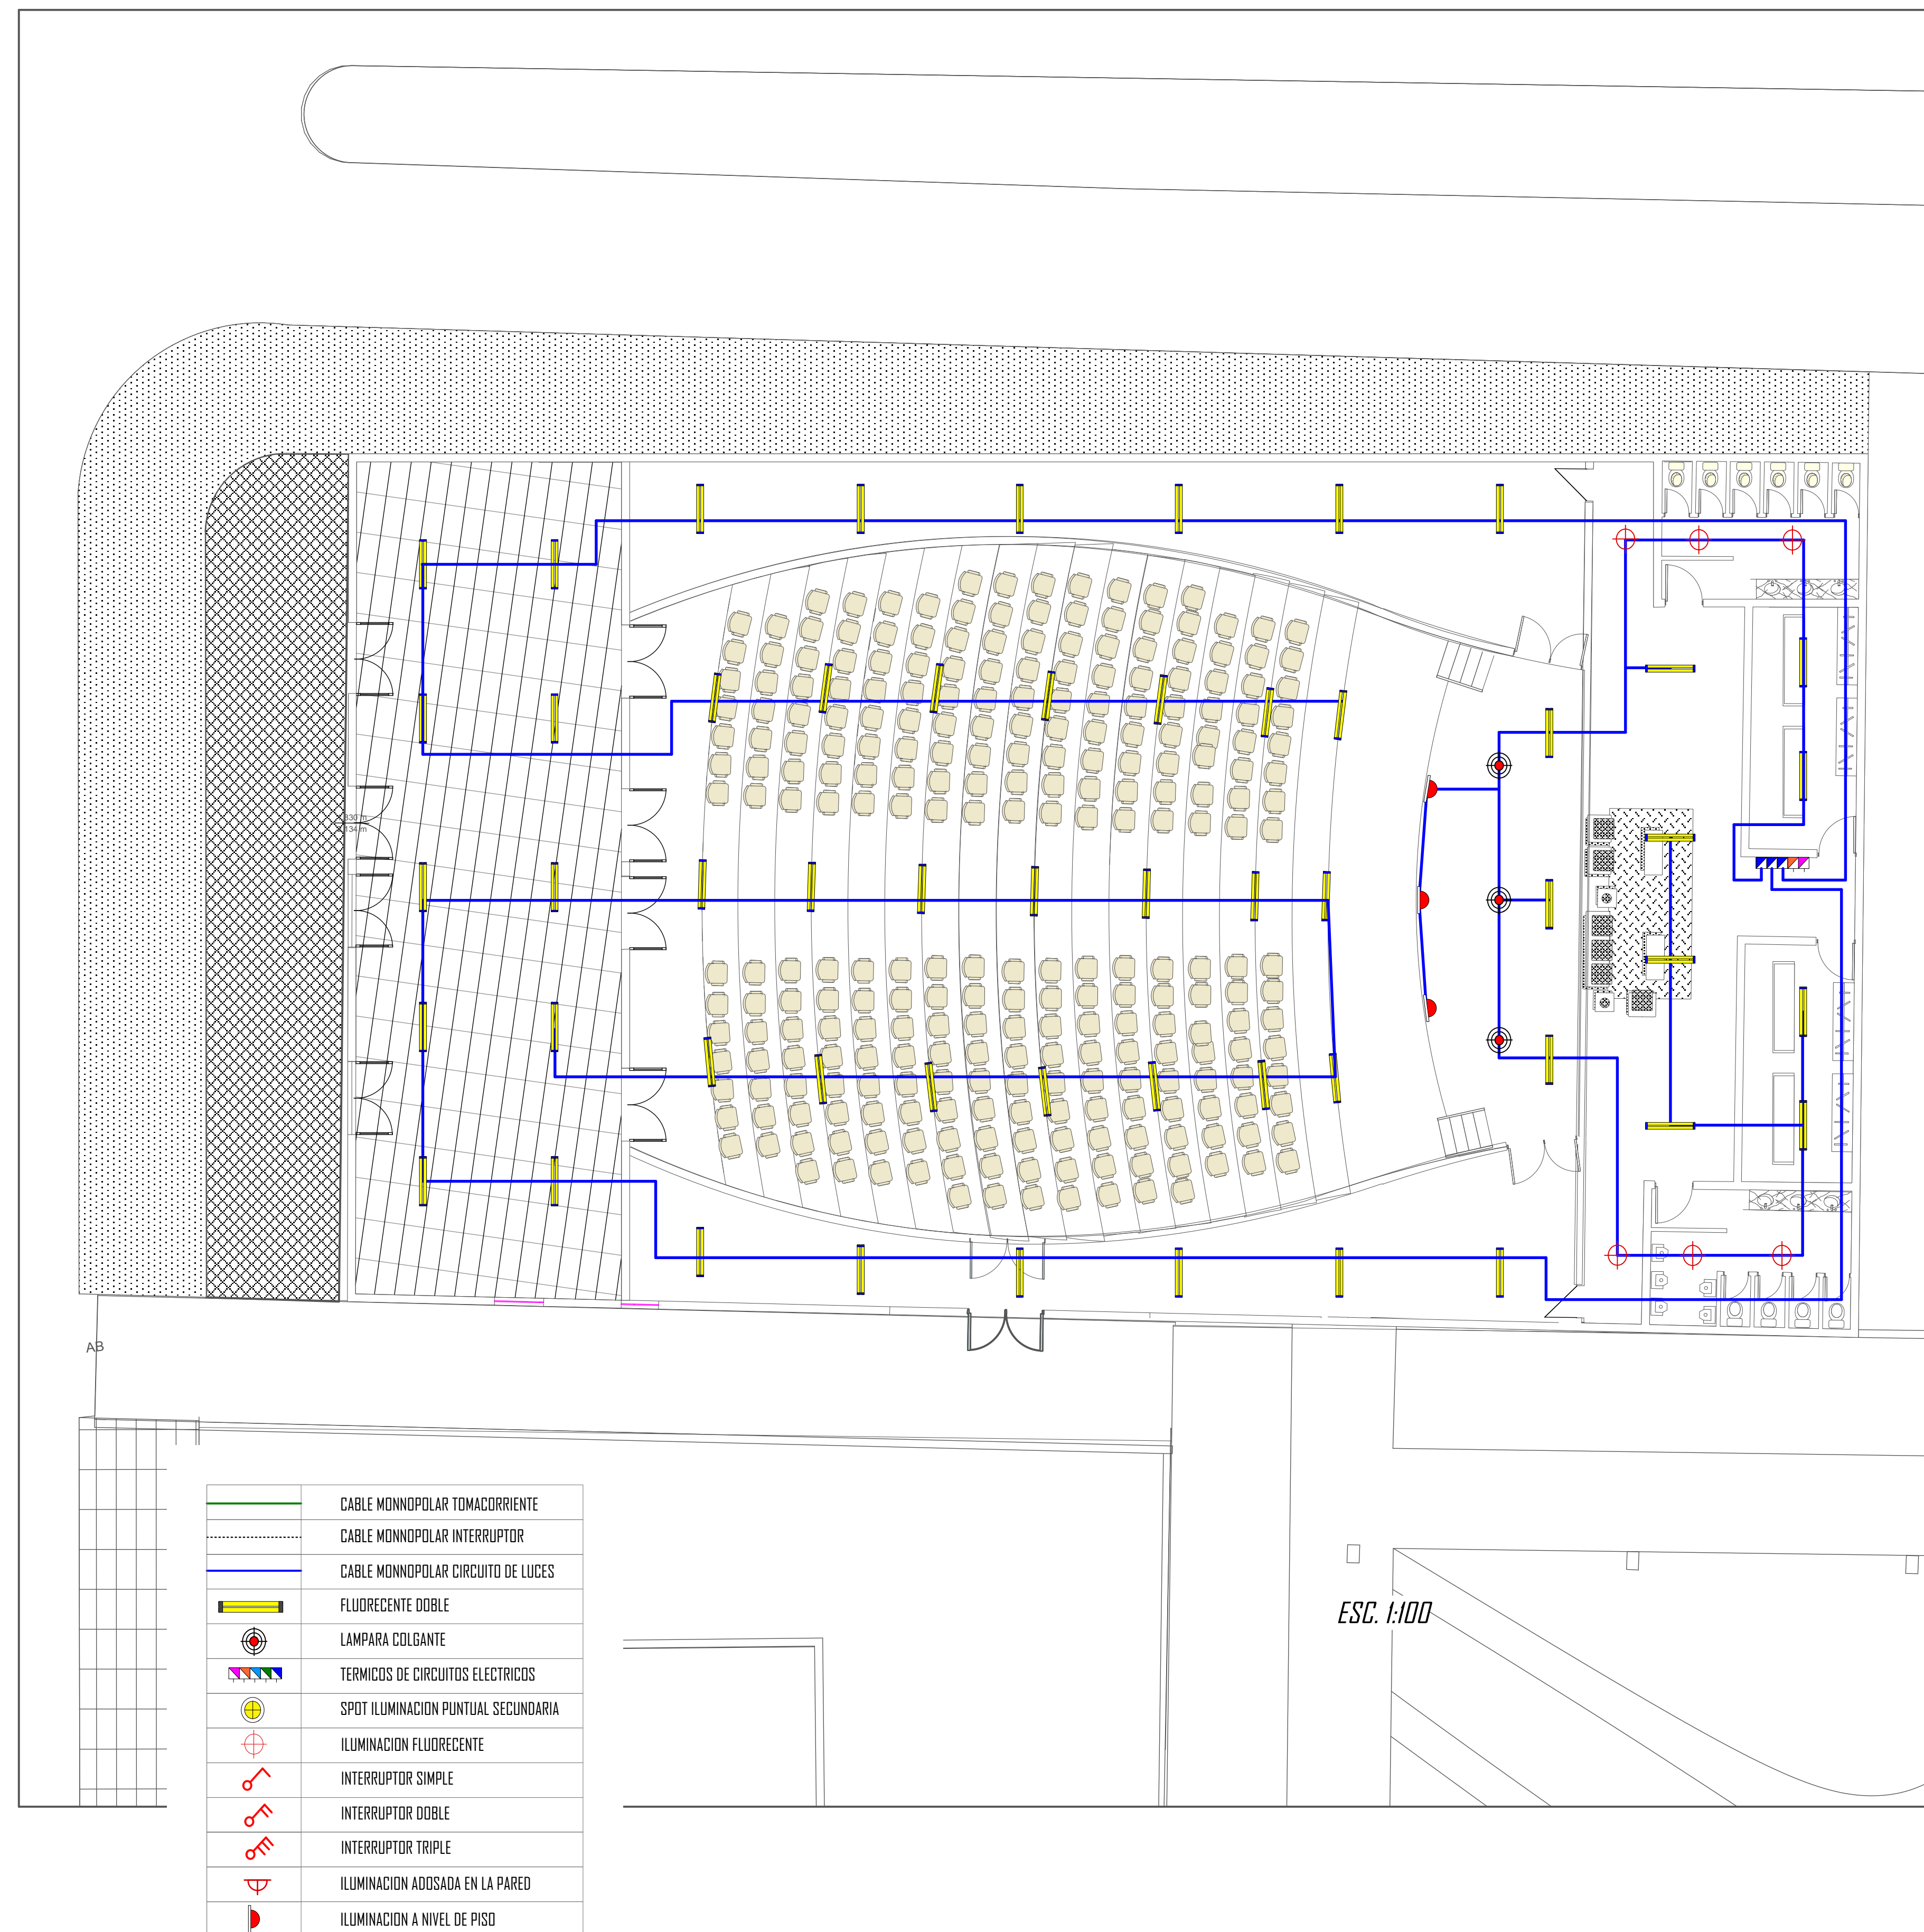 AB
CABLE MONNOPOLAR TOMACORRIENTE
CABLE MONNOPOLAR INTERRUPTOR
CABLE MONNOPOLAR CIRCUITO DE LUCES
FLUORECENTE DOBLE
LAMPARA COLGANTE
TERMICOS DE CIRCUITOS ELECTRICOS
SPOT ILUMINACION PUNTUAL SECUNDARIA
ILUMINACION FLUORECENTE
INTERRUPTOR SIMPLE
INTERRUPTOR DOBLE
INTERRUPTOR TRIPLE
ILUMINACION ADOSADA EN LA PARED
ILUMINACION A NIVEL DE PISO
ESC. 1:100